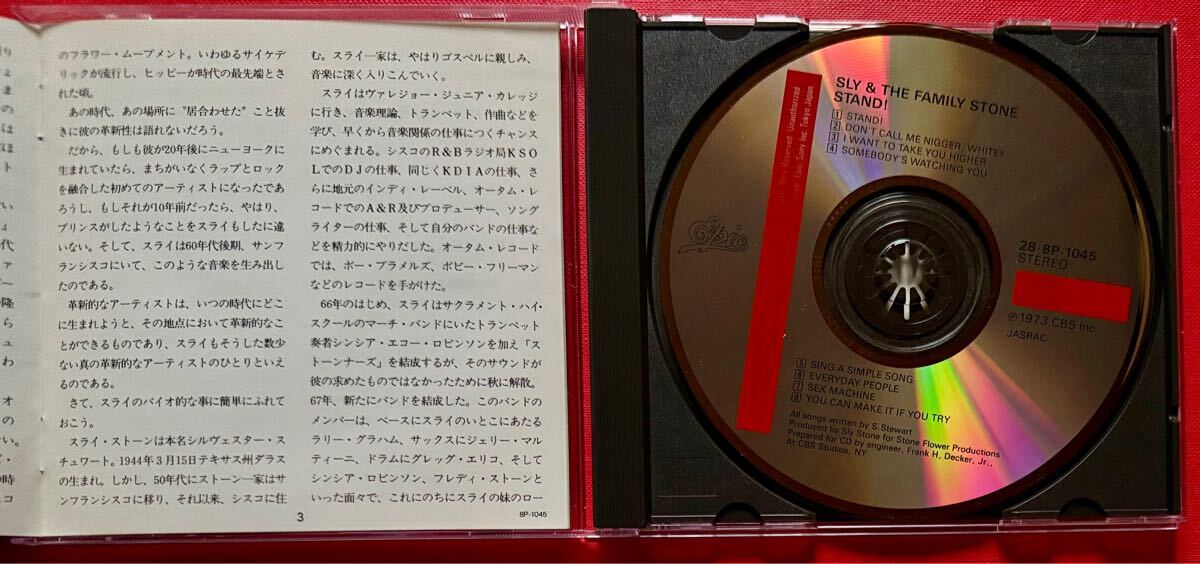 のフラワー・ムーブメント。いわゆるサイケデ
リックが流行し、ヒッピーが時代の最先端とさ
れた頃。
あの時代、あの場所に〝居合わせた〟こと抜
きに彼の革新性は語れないだろう。
だから、もしも彼が20年後にニューヨークに
生まれていたら、まちがいなくラップとロック
を融合した初めてのアーティストになったであ
ろうし、もしそれが10年前だったら、やはり、
プリンスがしたようなことをスライもしたに違
いない。そして、スライは60年代後期、サンフ
ランシスコにいて、このような音楽を生み出し
たのである。
革新的なアーティストは、いつの時代にどこ
に生まれようと、その地点において革新的なこ
とができるものであり、スライもそうした数少
ない真の革新的なアーティストのひとりといえ
るのである。
さて、スライのバイオ的な事に簡単にふれて
おこう。
スライ・ストーンは本名シルヴェスター・ス
チュワート。1944年3月15日テキサス州ダラス
の生まれ。しかし、50年代にストーン一家はサ
ンフランシスコに移り、それ以来、シスコに住
3
む。スライ一家は、やはりゴスペルに親しみ、
音楽に深く入りこんでいく。
スライはヴァレジョー・ジュニア・カレッジ
に行き、音楽理論、トランペット、作曲などを
学び、早くから音楽関係の仕事につくチャンス
にめぐまれる。シスコのR&Bラジオ局KSO
LでのDJの仕事、同じくKDIAの仕事、さ
らに地元のインディ・レーベル、オータム・レ
コードでのA&R及びプロデューサー、ソング
ライターの仕事、そして自分のバンドの仕事な
どを精力的にやりだした。オータム・レコード
では、ボー・ブラメルズ、ボビー・フリーマン
などのレコードを手がけた。
66年のはじめ、スライはサクラメント・ハイ・
スクールのマーチ・バンドにいたトランペット
奏者シンシア・エコー・ロビンソンを加え「ス
トーンナーズ」を結成するが、そのサウンドが
彼の求めたものではなかったために秋に解散。
67年、新たにバンドを結成した。このバンドの
メンバーは、ベースにスライのいとこにあたる
ラリー・グラハム、サックスにジェリー・マル
ティーニ、ドラムにグレッグ・エリコ、そして
シンシア・ロビンソン、フレディ・ストーンと
いった面々で、これにのちにスライの妹のロー
8P-1045
SLY & THE FAMILY STONE
STAND!
1 STAND!
2 DON'T CALL ME NIGGER, WHITEY
3 I WANT TO TAKE YOU HIGHER
4 SOMEBODY'S WATCHING YOU
Epic
28·8P-1045
STEREO
℗ 1973 CBS Inc.
JASRAC
5 SING A SIMPLE SONG
6 EVERYDAY PEOPLE
7 SEX MACHINE
8 YOU CAN MAKE IT IF YOU TRY
All songs written by S. Stewart
Produced by Sly Stone for Stone Flower Productions
Prepared for CD by engineer, Frank H, Decker, Jr.,
At CBS Studios, NY
Reserved Unauthorized
Epic/Sony Inc. Tokyo, Japan